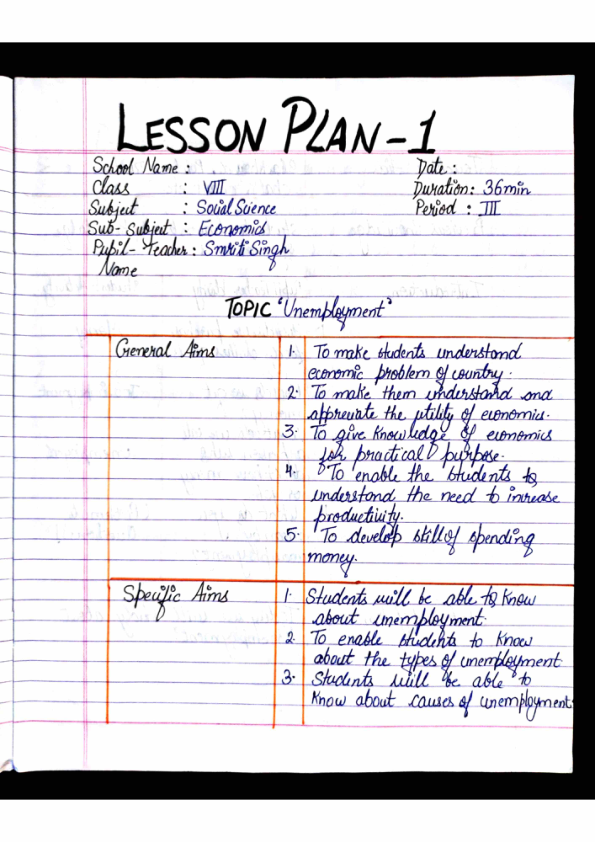 LESSON PLAN-1
School Name :
Date :
Class : VIII
Duration: 36min
Subject : Social Science
Period : III
Sub-Subject : Economics
Pupil-Teacher : Smriti Singh
Name
TOPIC 'Unemployment'
General Aims
1. To make students understand
economic problem of country.
2. To make them understand and
appreciate the utility of economics.
3. To give knowledge of economics
for practical purpose.
4. To enable the students to
understand the need to increase
productivity.
5. To develop skill of spending
money.
Specific Aims
1. Students will be able to know
about unemployment.
2. To enable students to know
about the types of unemployment
3. Students will be able to
know about causes of unemployment.